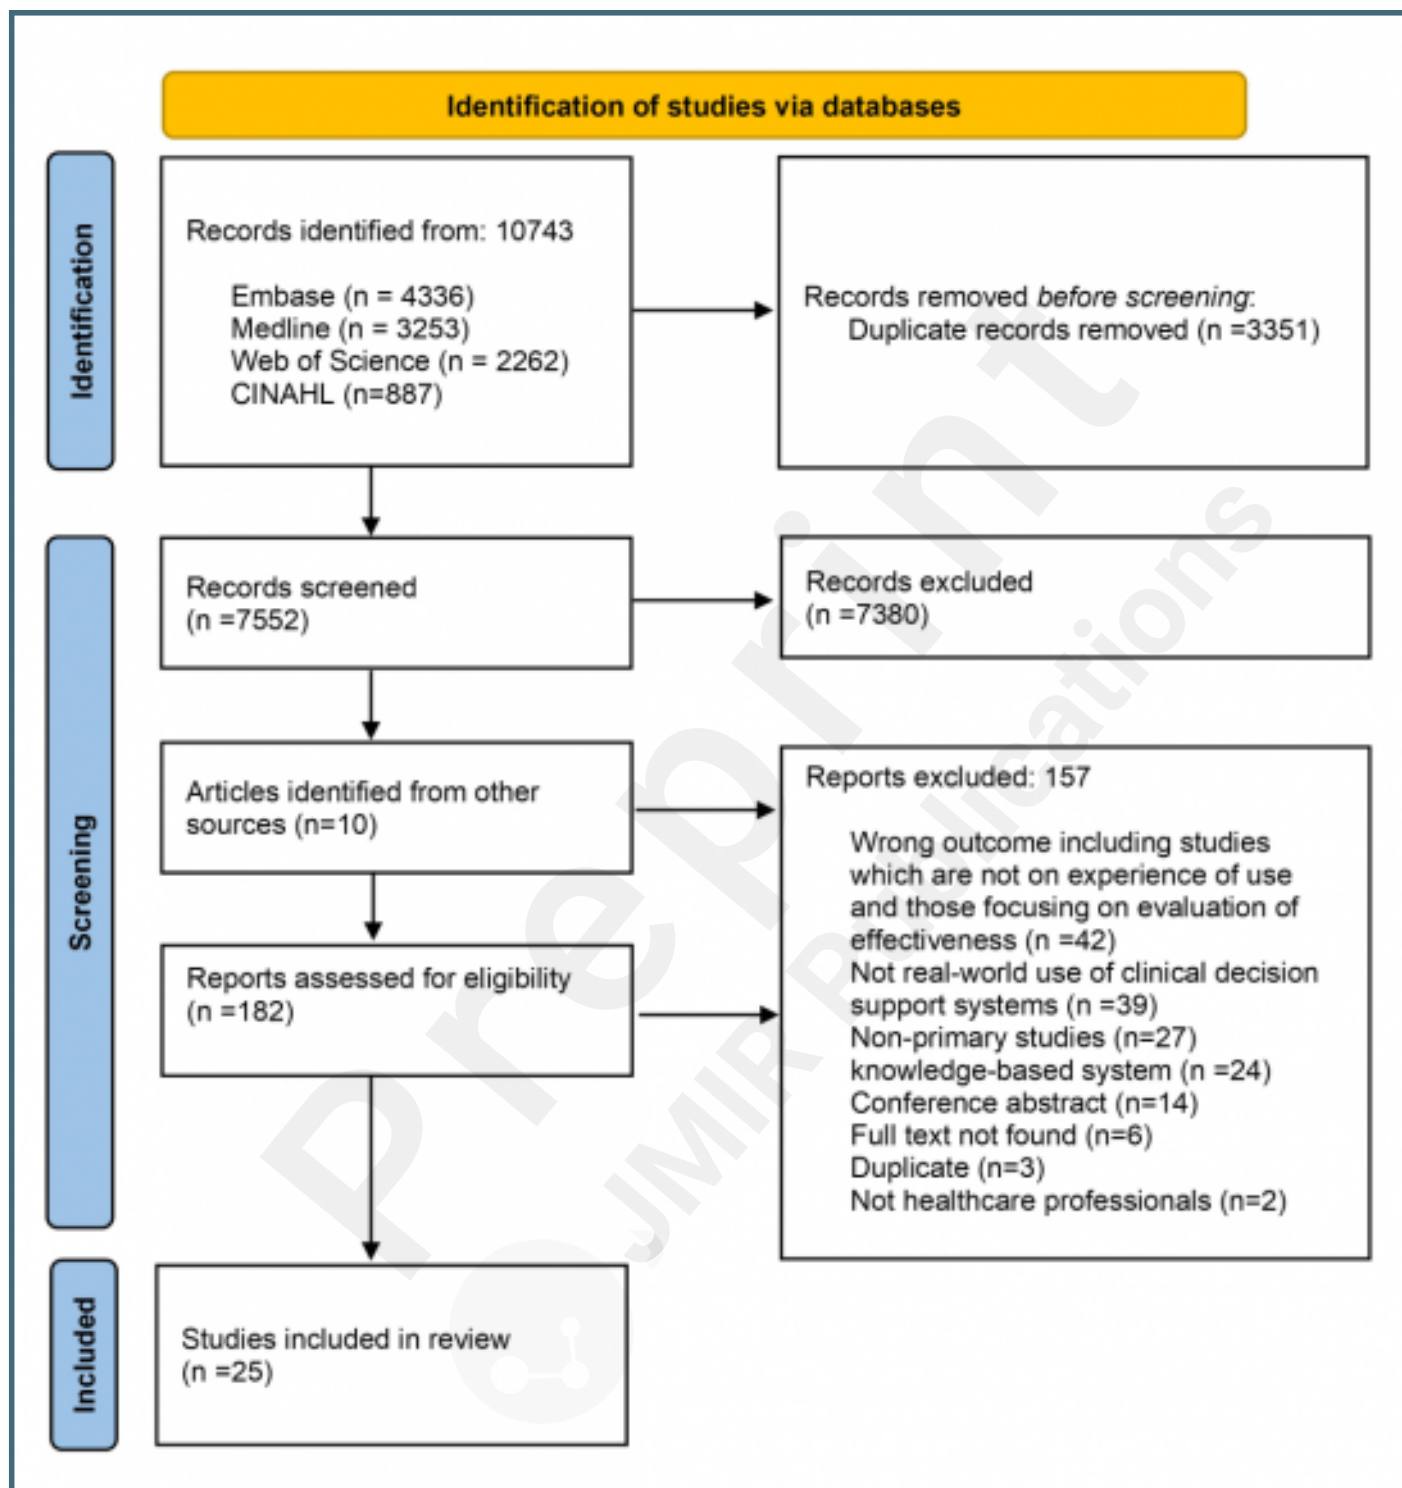 Identification of studies via databases
Identification
Records identified from: 10743
Embase (n = 4336)
Medline (n = 3253)
Web of Science (n = 2262)
CINAHL (n=887)
Records removed before screening:
Duplicate records removed (n =3351)
Screening
Records screened
(n =7552)
Records excluded
(n =7380)
Articles identified from other
sources (n=10)
Reports assessed for eligibility
(n =182)
Reports excluded: 157
Wrong outcome including studies
which are not on experience of use
and those focusing on evaluation of
effectiveness (n =42)
Not real-world use of clinical decision
support systems (n =39)
Non-primary studies (n=27)
knowledge-based system (n =24)
Conference abstract (n=14)
Full text not found (n=6)
Duplicate (n=3)
Not healthcare professionals (n=2)
Included
Studies included in review
(n =25)
Preprint
JMIR Publications